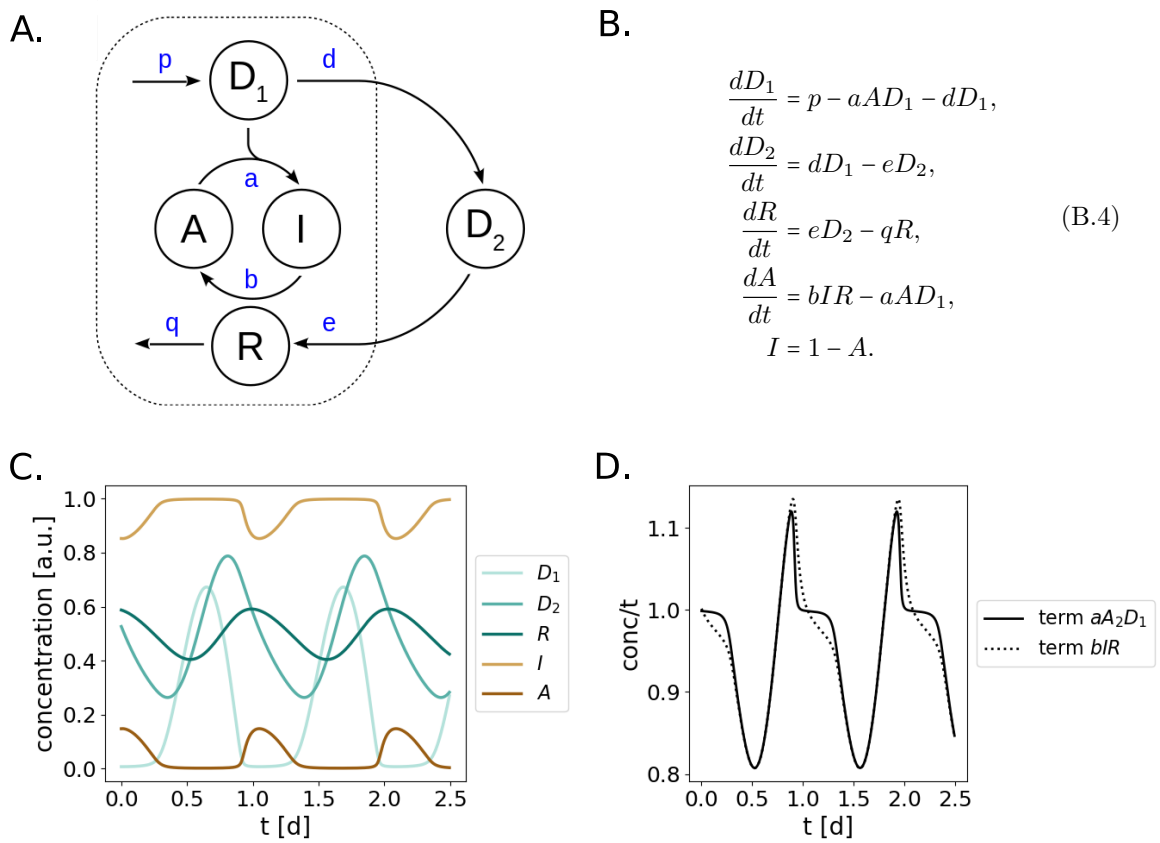 A.
p
D₁
d
a
A
I
D₂
b
q
R
e
B.
dD₁/dt = p − aAD₁ − dD₁,
dD₂/dt = dD₁ − eD₂,
dR/dt = eD₂ − qR,
(B.4)
dA/dt = bIR − aAD₁,
I = 1 − A.
C.
concentration [a.u.]
1.0
0.8
0.6
0.4
0.2
0.0
0.0 0.5 1.0 1.5 2.0 2.5
t [d]
D₁
D₂
R
I
A
D.
conc/t
1.1
1.0
0.9
0.8
0.0 0.5 1.0 1.5 2.0 2.5
t [d]
term aA₂D₁
term bIR